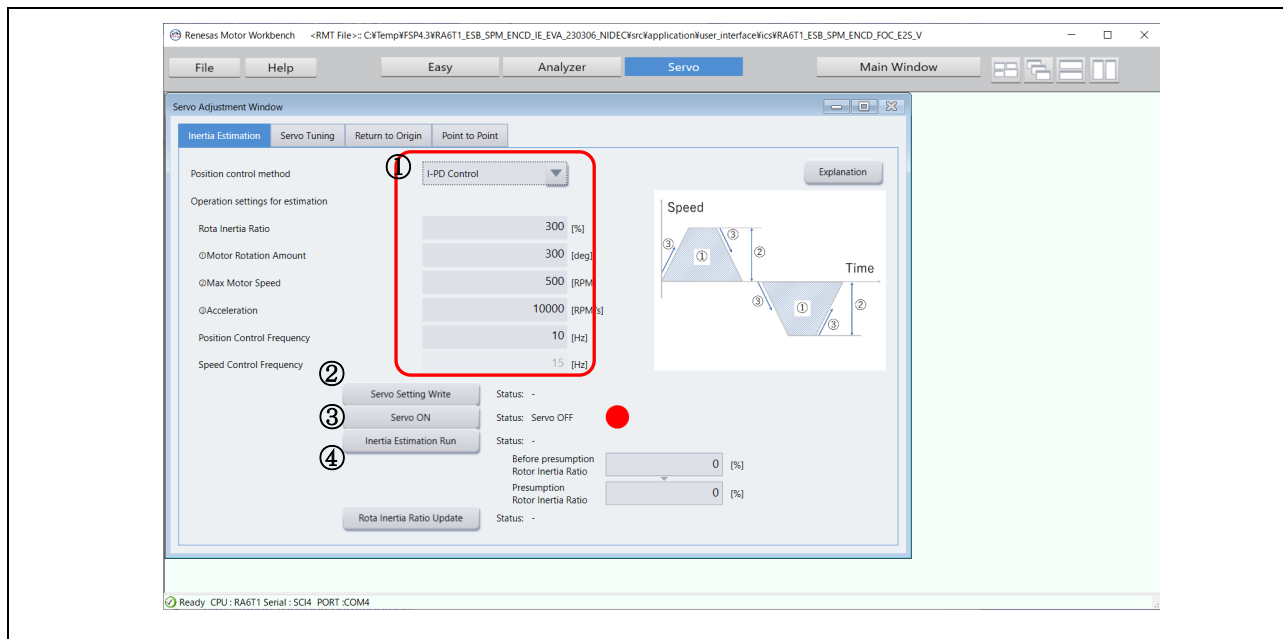 Renesas Motor Workbench <RMT File>:: C:¥Temp¥FSP4.3¥RA6T1_ESB_SPM_ENCD_IE_EVA_230306_NIDEC¥src¥application¥user_interface¥ics¥RA6T1_ESB_SPM_ENCD_FOC_E2S_V
File Help Easy Analyzer Servo Main Window
Servo Adjustment Window
Inertia Estimation Servo Tuning Return to Origin Point to Point
①
Position control method I-PD Control Explanation
Operation settings for estimation
Rota Inertia Ratio 300 [%]
①Motor Rotation Amount 300 [deg]
②Max Motor Speed 500 [RPM
③Acceleration 10000 [RPM/s]
Position Control Frequency 10 [Hz]
Speed Control Frequency 15 [Hz]
Speed
③ ① ③ ②
Time
③ ① ② ③
②
Servo Setting Write Status: -
③
Servo ON Status: Servo OFF
④
Inertia Estimation Run Status: -
Before presumption
Rotor Inertia Ratio 0 [%]
Presumption
Rotor Inertia Ratio 0 [%]
Rota Inertia Ratio Update Status: -
Ready CPU : RA6T1 Serial : SCI4 PORT :COM4